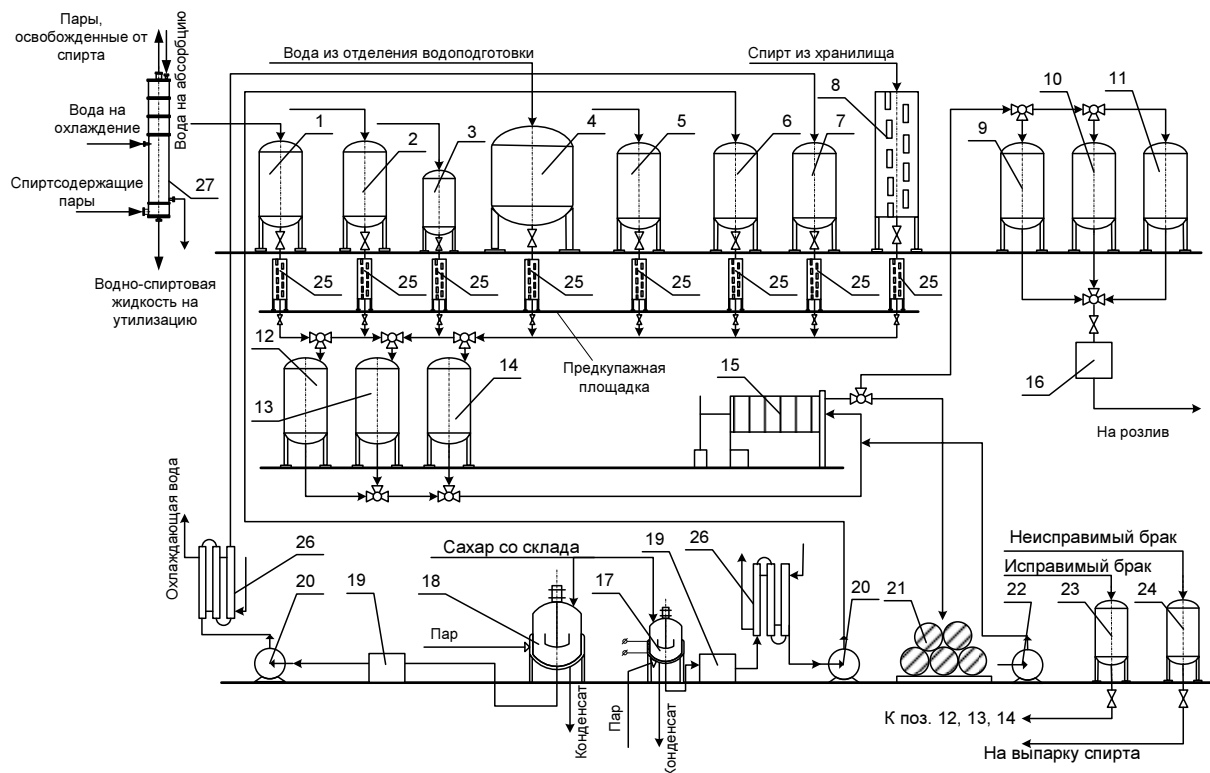 Пары,
освобожденные от
спирта
Вода на абсорбцию
Вода из отделения водоподготовки
Спирт из хранилища
8
10
11
Вода на
охлаждение
1
2
3
4
5
6
7
9
Спиртсодержащие
пары
27
25
25
25
25
25
25
25
25
Водно-спиртовая
жидкость на
утилизацию
12
13
14
Предкупажная
площадка
15
16
На розлив
Охлаждающая вода
26
19
18
Сахар со склада
17
19
26
20
20
21
22
Неисправимый брак
Исправимый брак
23
24
Пар
Конденсат
Пар
Конденсат
К поз. 12, 13, 14
На выпарку спирта